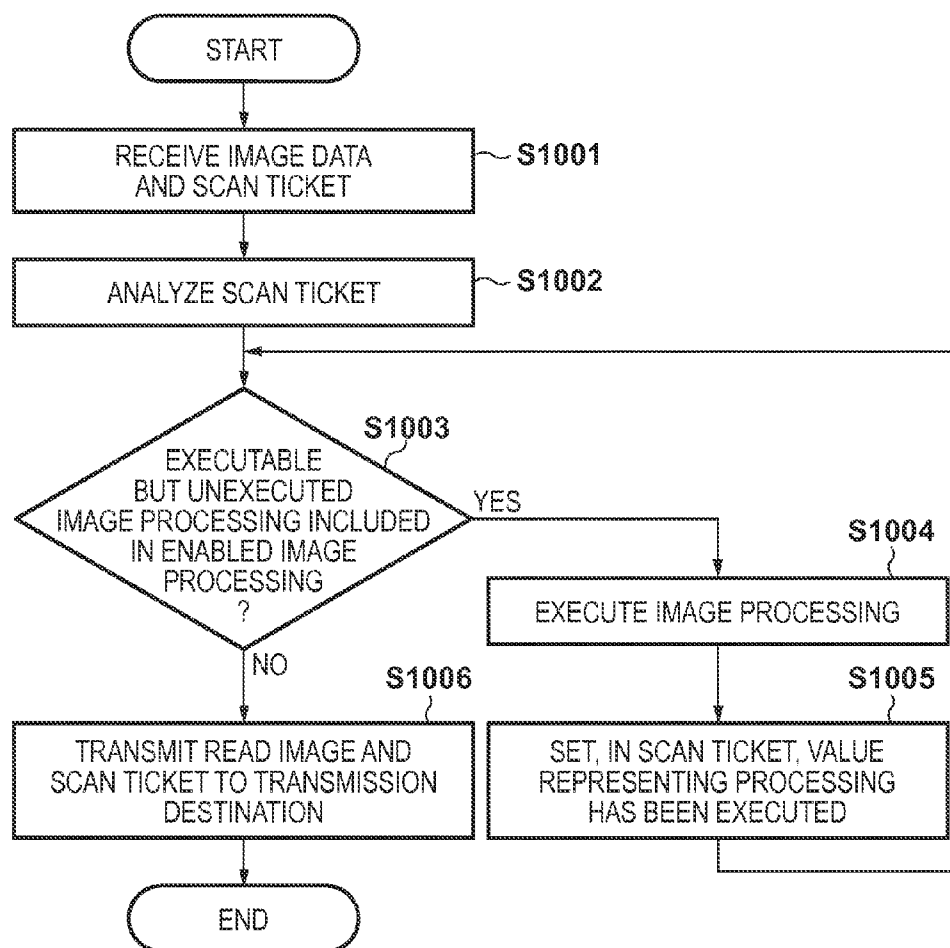 START
RECEIVE IMAGE DATA
AND SCAN TICKET
S1001
ANALYZE SCAN TICKET
S1002
S1003
EXECUTABLE
BUT UNEXECUTED
IMAGE PROCESSING INCLUDED
IN ENABLED IMAGE
PROCESSING
?
YES
NO
S1004
EXECUTE IMAGE PROCESSING
S1005
SET, IN SCAN TICKET, VALUE
REPRESENTING PROCESSING
HAS BEEN EXECUTED
S1006
TRANSMIT READ IMAGE AND
SCAN TICKET TO TRANSMISSION
DESTINATION
END